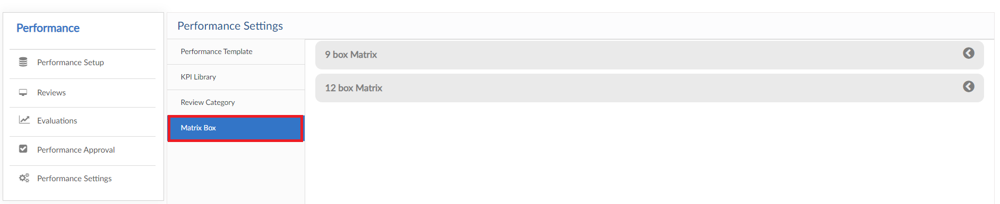 Performance
Performance Setup
Reviews
Evaluations
Performance Approval
Performance Settings
Performance Settings
Performance Template
KPI Library
Review Category
Matrix Box
9 box Matrix
12 box Matrix